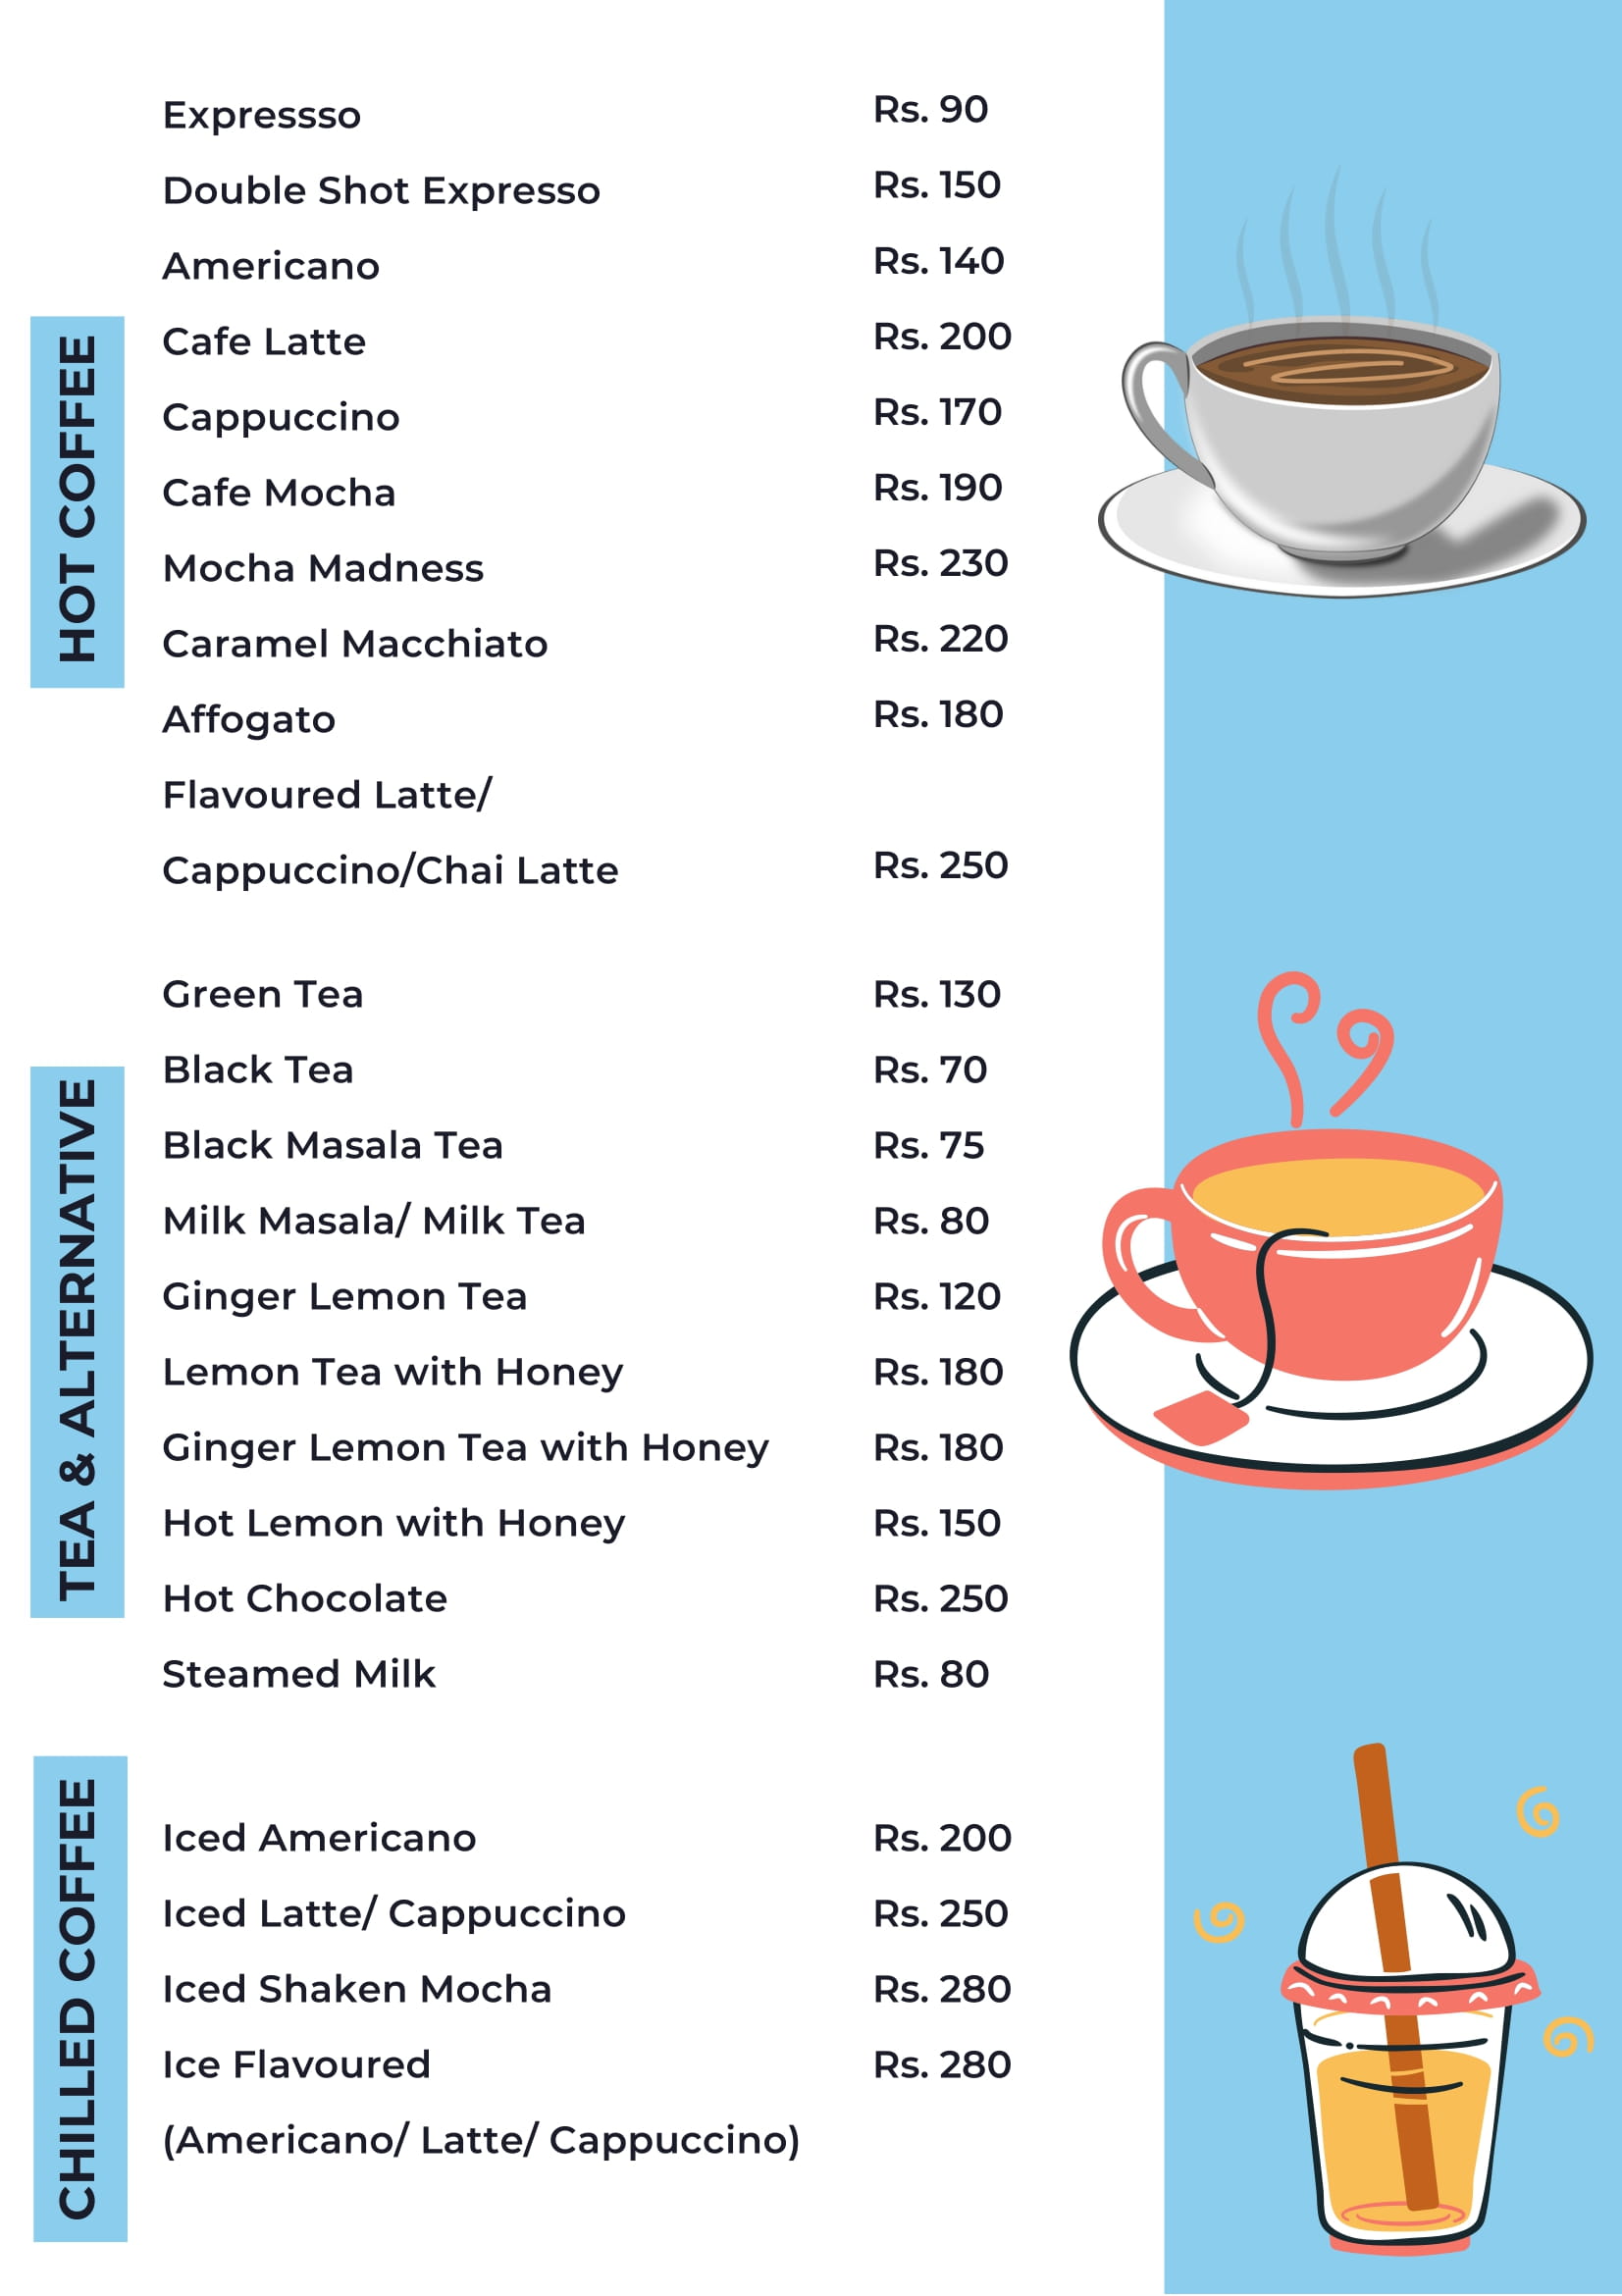 HOT COFFEE
Expressso Rs. 90
Double Shot Expresso Rs. 150
Americano Rs. 140
Cafe Latte Rs. 200
Cappuccino Rs. 170
Cafe Mocha Rs. 190
Mocha Madness Rs. 230
Caramel Macchiato Rs. 220
Affogato Rs. 180
Flavoured Latte/
Cappuccino/Chai Latte Rs. 250
TEA & ALTERNATIVE
Green Tea Rs. 130
Black Tea Rs. 70
Black Masala Tea Rs. 75
Milk Masala/ Milk Tea Rs. 80
Ginger Lemon Tea Rs. 120
Lemon Tea with Honey Rs. 180
Ginger Lemon Tea with Honey Rs. 180
Hot Lemon with Honey Rs. 150
Hot Chocolate Rs. 250
Steamed Milk Rs. 80
CHILLED COFFEE
Iced Americano Rs. 200
Iced Latte/ Cappuccino Rs. 250
Iced Shaken Mocha Rs. 280
Ice Flavoured Rs. 280
(Americano/ Latte/ Cappuccino)